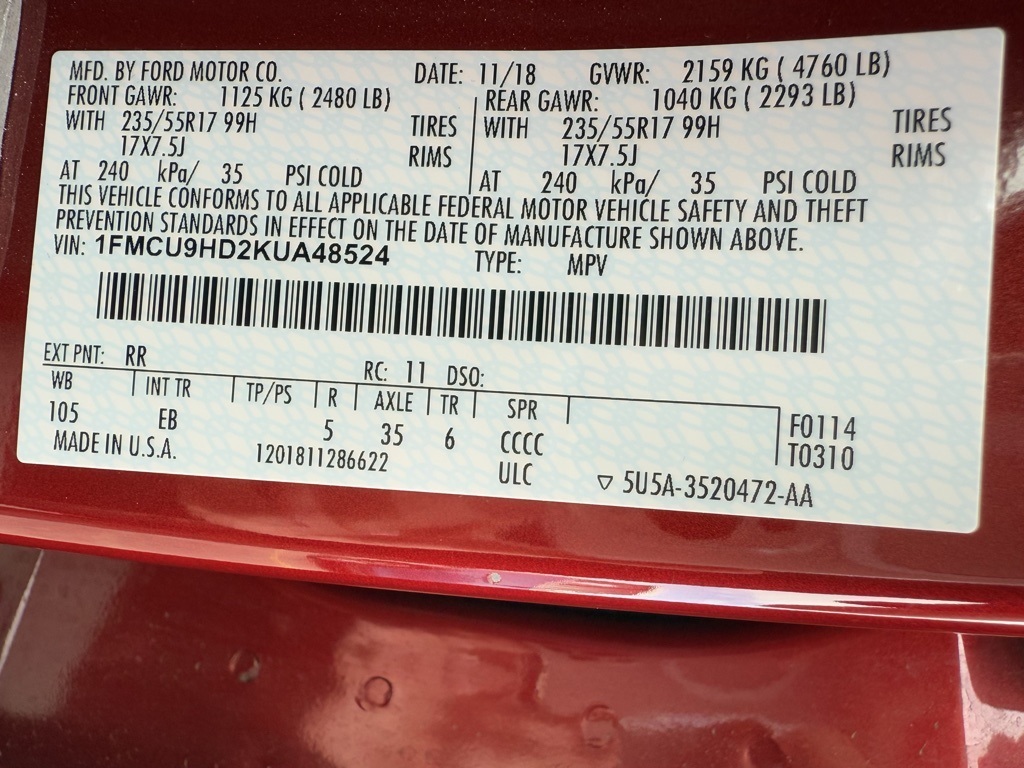 MFD. BY FORD MOTOR CO. DATE: 11/18 GVWR: 2159 KG ( 4760 LB)
FRONT GAWR: 1125 KG ( 2480 LB) REAR GAWR: 1040 KG ( 2293 LB)
WITH 235/55R17 99H TIRES WITH 235/55R17 99H TIRES
17X7.5J RIMS 17X7.5J RIMS
AT 240 kPa/ 35 PSI COLD AT 240 kPa/ 35 PSI COLD
THIS VEHICLE CONFORMS TO ALL APPLICABLE FEDERAL MOTOR VEHICLE SAFETY AND THEFT
PREVENTION STANDARDS IN EFFECT ON THE DATE OF MANUFACTURE SHOWN ABOVE.
VIN: 1FMCU9HD2KUA48524 TYPE: MPV
EXT PNT: RR RC: 11 DSO:
WB INT TR TP/PS R AXLE TR SPR
105 EB 5 35 6 CCCC F0114
MADE IN U.S.A. 1201811286622 ULC T0310
▽ 5U5A-3520472-AA